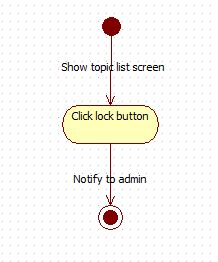 Show topic list screen
Click lock button
Notify to admin